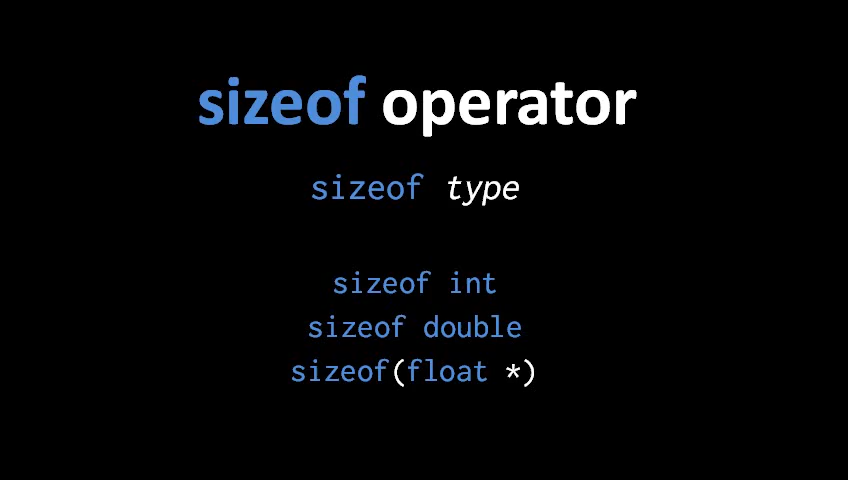 sizeof operator
sizeof type
sizeof int
sizeof double
sizeof(float *)